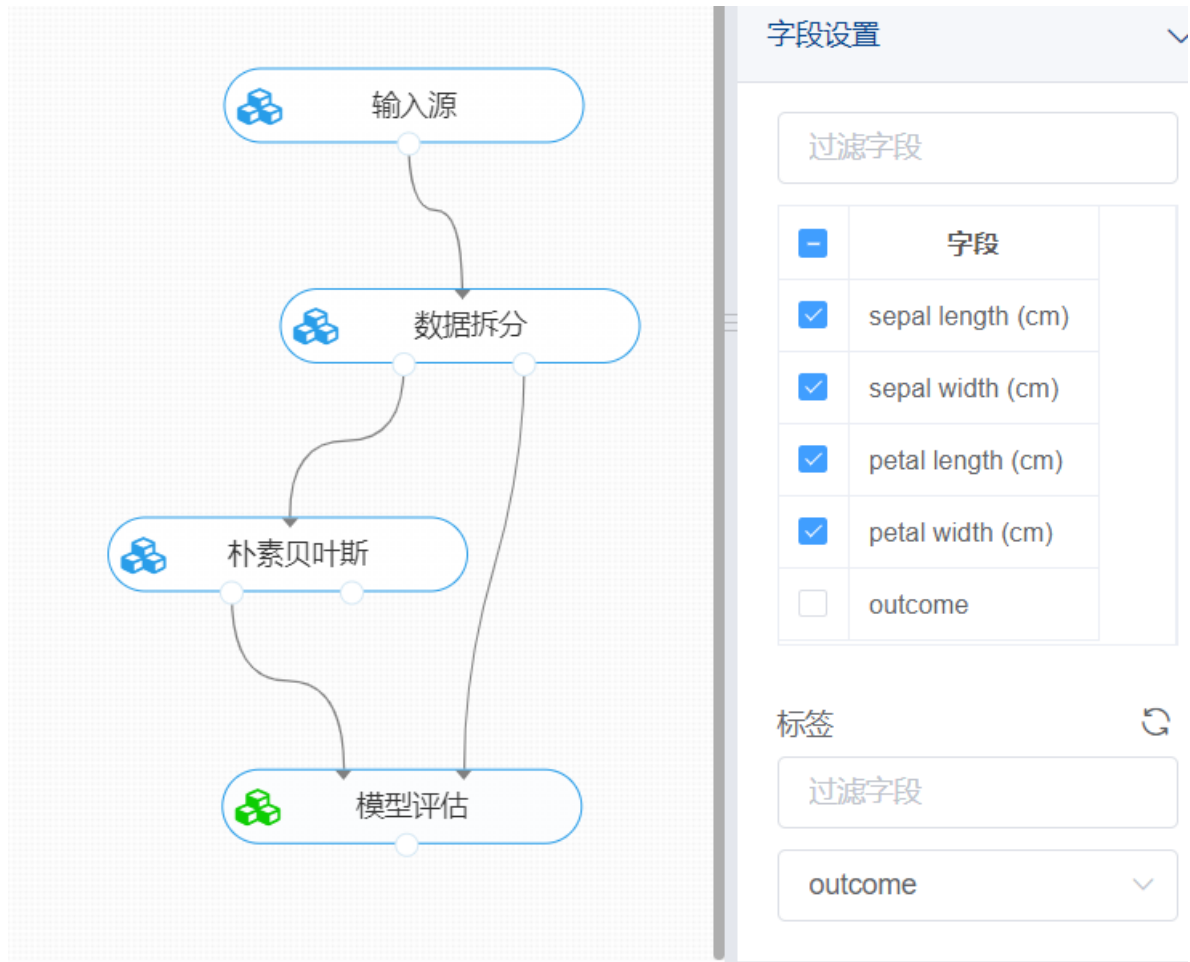 输入源
数据拆分
朴素贝叶斯
模型评估
字段设置
过滤字段
字段
sepal length (cm)
sepal width (cm)
petal length (cm)
petal width (cm)
outcome
标签
过滤字段
outcome